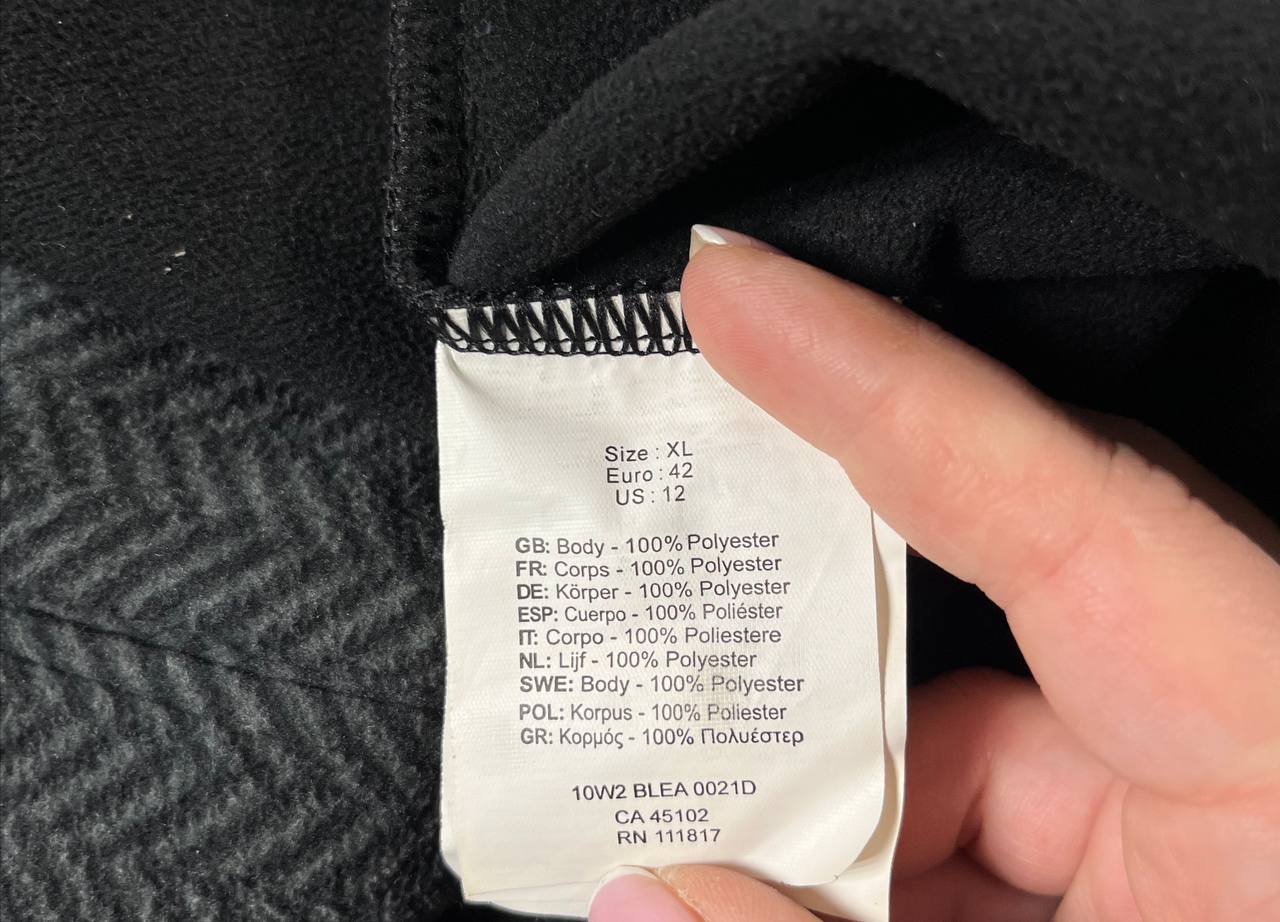 Size : XL
Euro : 42
US : 12
GB: Body - 100% Polyester
FR: Corps - 100% Polyester
DE: Körper - 100% Polyester
ESP: Cuerpo - 100% Poliéster
IT: Corpo - 100% Poliestere
NL: Lijf - 100% Polyester
SWE: Body - 100% Polyester
POL: Korpus - 100% Poliester
GR: Κορμός - 100% Πολυέστερ
10W2 BLEA 0021D
CA 45102
RN 111817